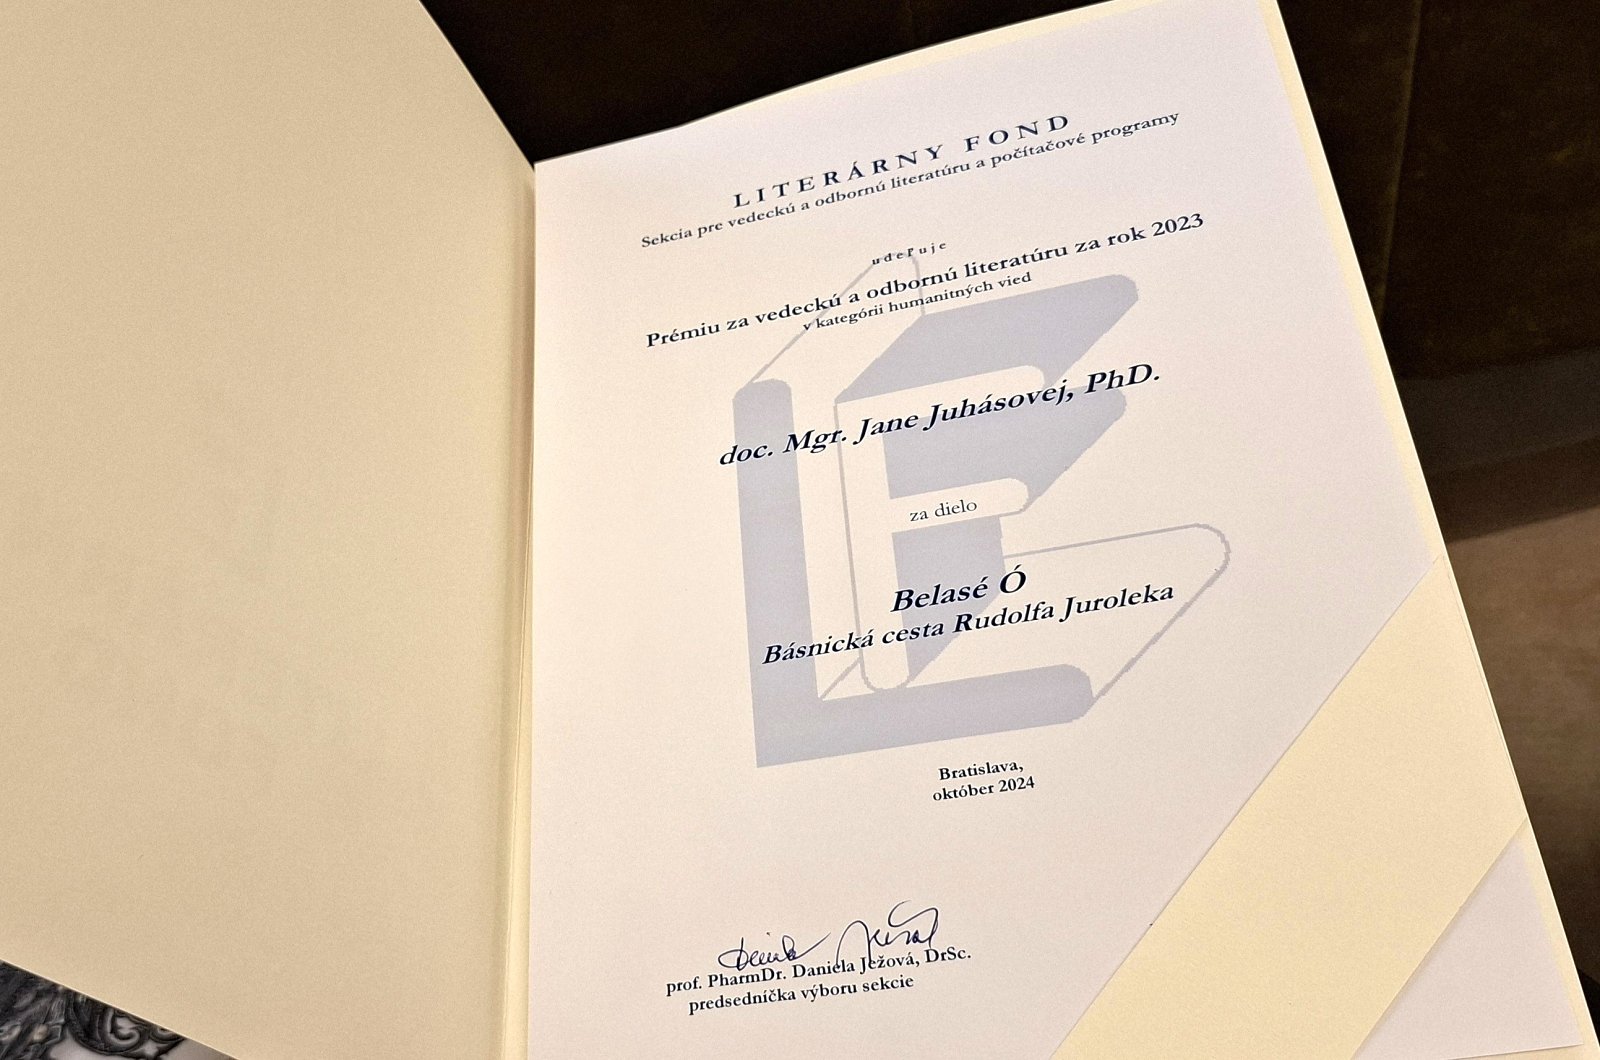 LITERÁRNY FOND
Sekcia pre vedeckú a odbornú literatúru a počítačové programy
udeľuje
Prémiu za vedeckú a odbornú literatúru za rok 2023
v kategórii humanitných vied
doc. Mgr. Jane Juhásovej, PhD.
za dielo
Belasé Ó
Básnická cesta Rudolfa Juroleka
Bratislava,
október 2024
prof. PharmDr. Daniela Ježová, DrSc.
predsedníčka výboru sekcie